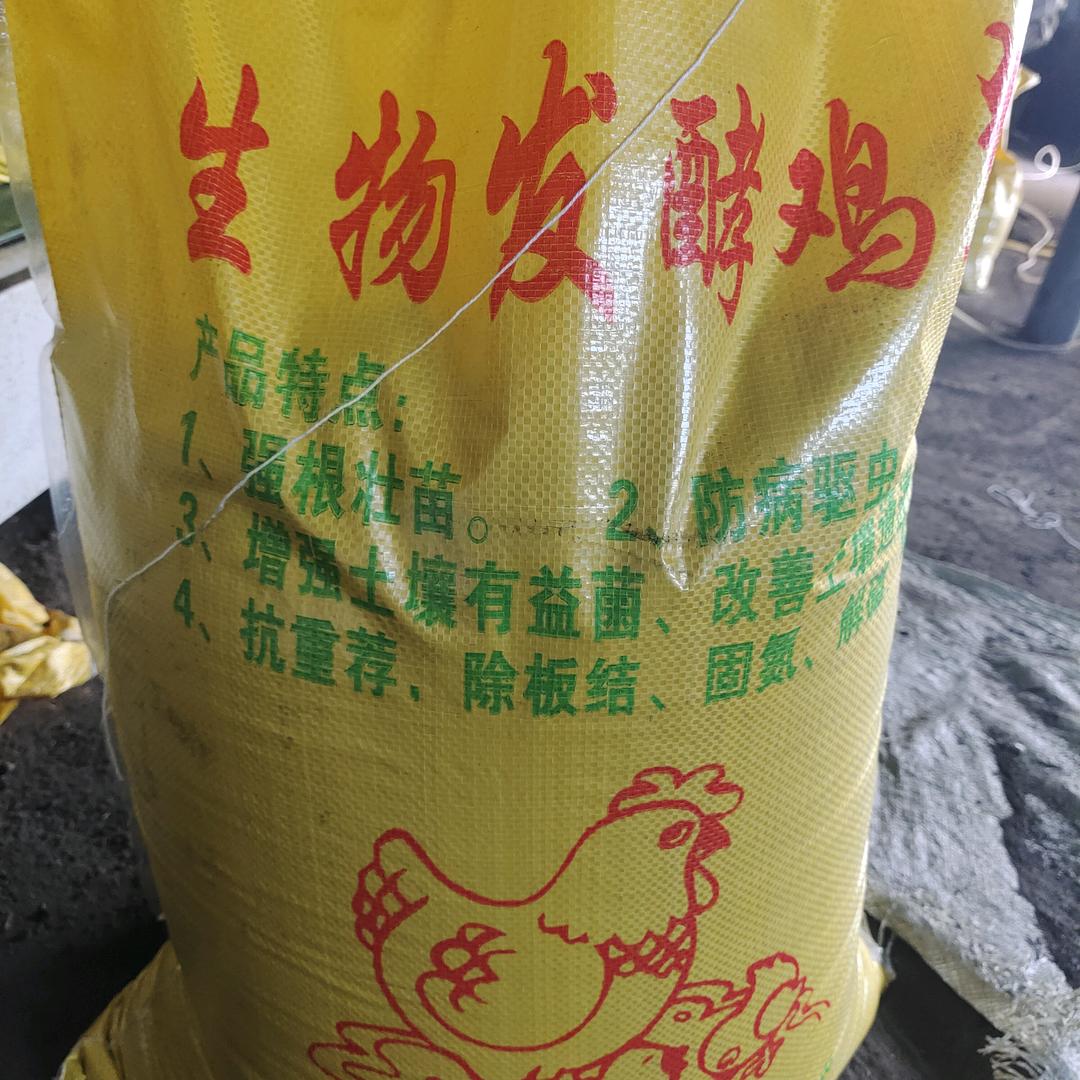 生物发酵鸡
产品特点：
1、强根壮苗。 2、防病驱虫
3、增强土壤有益菌、改善土壤
4、抗重茬、除板结、固氮、解磷